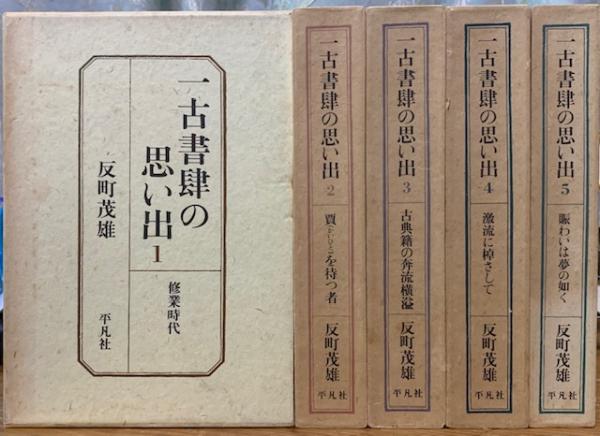 一古書肆の
思い出
1
修業時代
反町茂雄
平凡社
一古書肆の思い出
2
賈(かいひと)を待つ者
反町茂雄
平凡社
一古書肆の思い出
3
古典籍の奔流横溢
反町茂雄
平凡社
一古書肆の思い出
4
激流に棹さして
反町茂雄
平凡社
一古書肆の思い出
5
賑わいは夢の如く
反町茂雄
平凡社